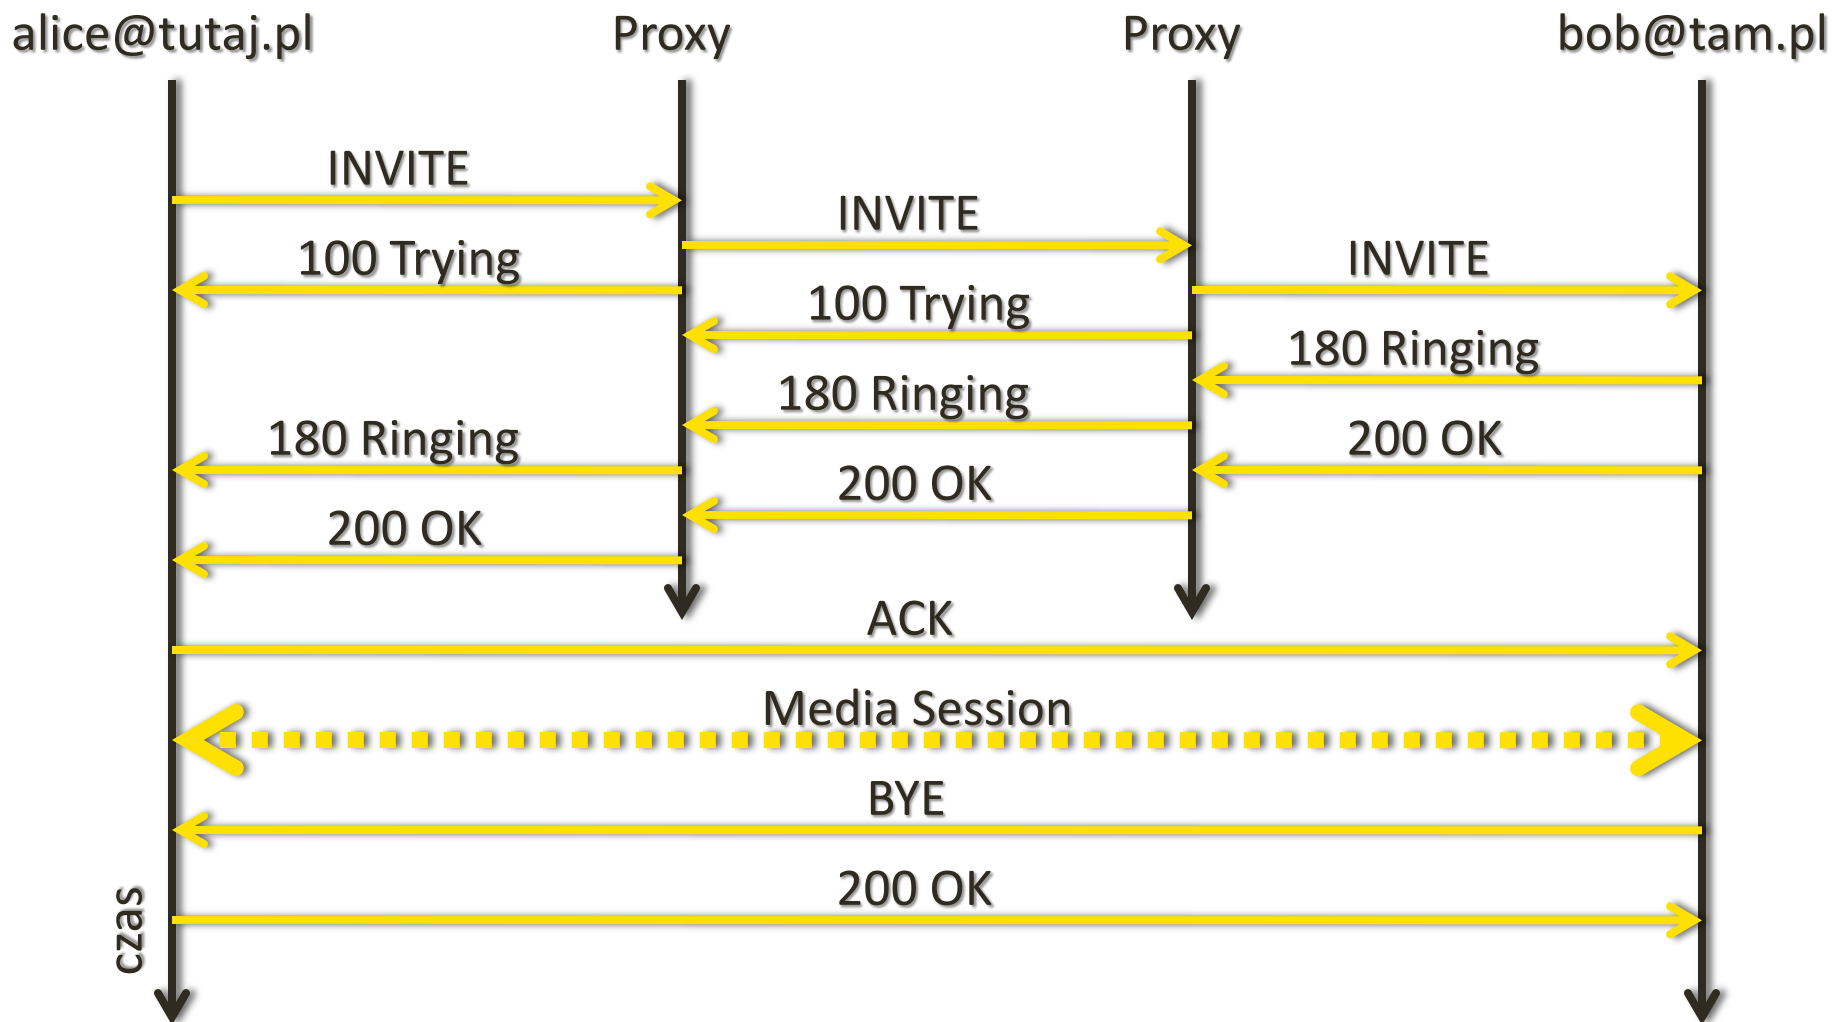 alice@tutaj.pl
Proxy
Proxy
bob@tam.pl
INVITE
INVITE
100 Trying
INVITE
100 Trying
180 Ringing
180 Ringing
180 Ringing
200 OK
200 OK
200 OK
ACK
Media Session
BYE
200 OK
czas